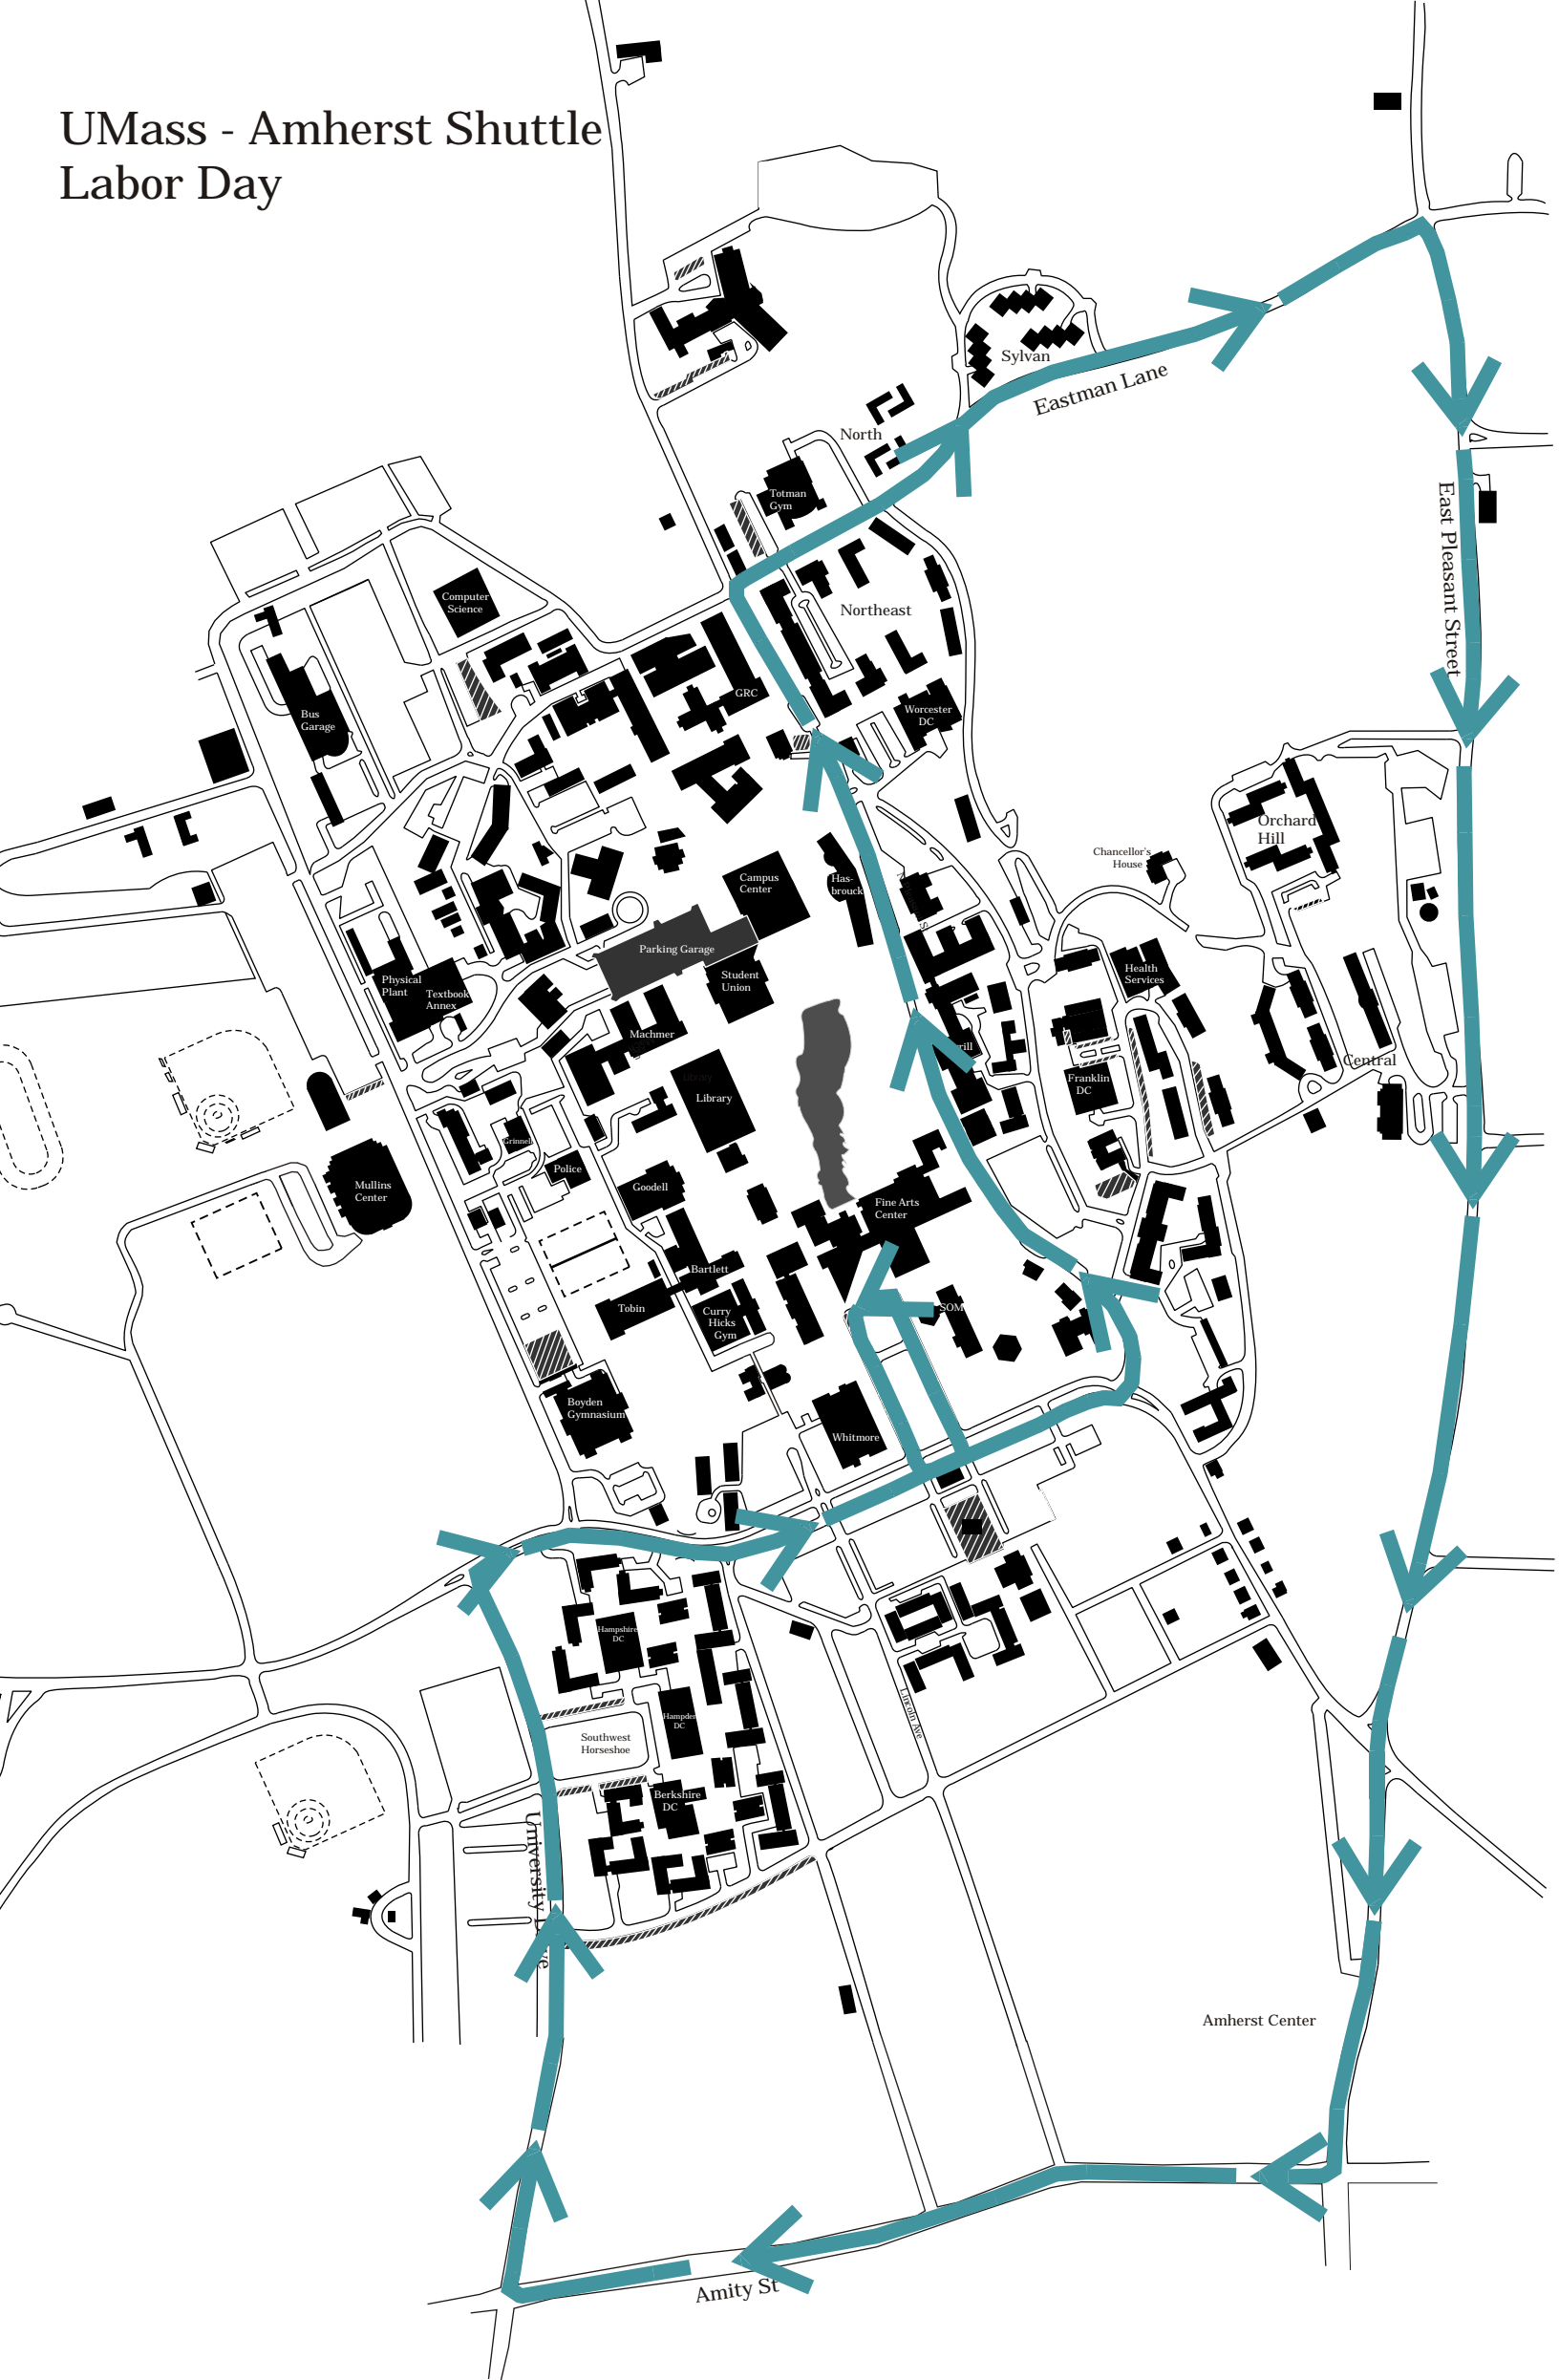 UMass - Amherst Shuttle
Labor Day
Sylvan
Eastman Lane
North
Totman
Gym
East Pleasant Street
Computer
Science
Northeast
GRC
Worcester
DC
Bus
Garage
Orchard
Hill
Chancellor's
House
Campus
Center
Has-
brouck
Parking Garage
Student
Union
Health
Services
Physical
Plant
Textbook
Annex
Machmer
Central
Franklin
DC
Library
Library
Grinnell
Police
Goodell
Mullins
Center
Fine Arts
Center
Bartlett
Tobin
Curry
Hicks
Gym
SOM
Boyden
Gymnasium
Whitmore
Hampshire
DC
Lincoln Ave
Hampden
DC
Southwest
Horseshoe
Berkshire
DC
University
Amherst Center
Amity St